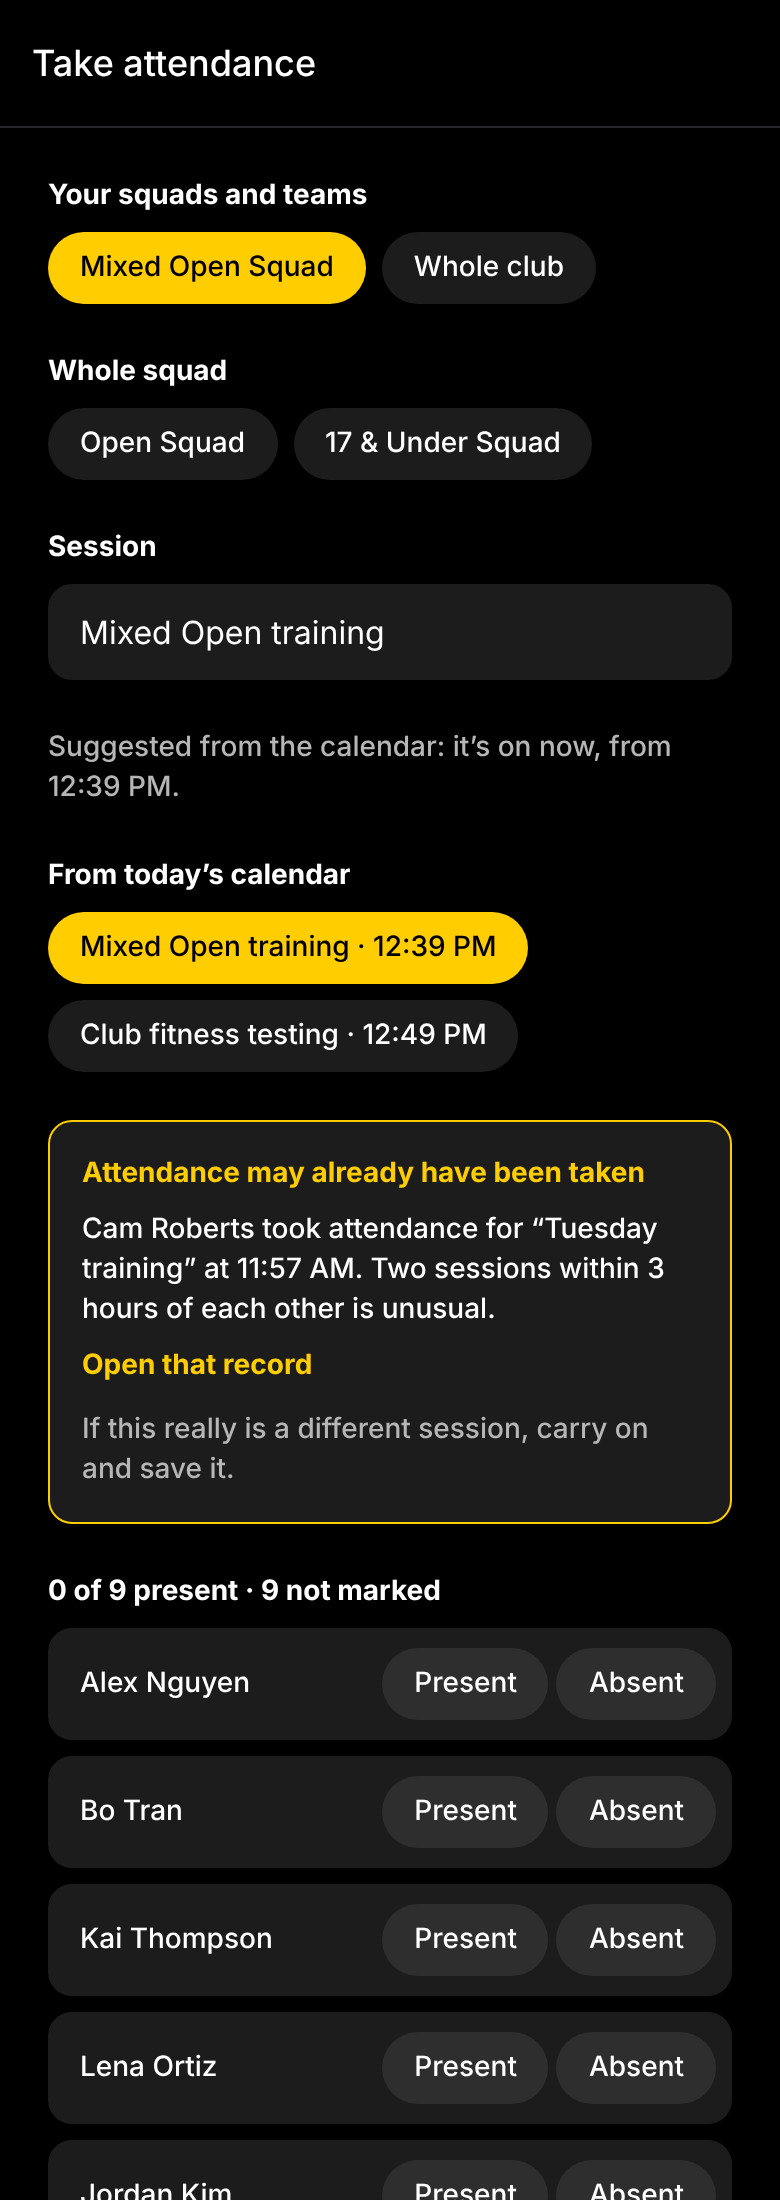 Take attendance
Your squads and teams
Mixed Open Squad
Whole club
Whole squad
Open Squad
17 & Under Squad
Session
Mixed Open training
Suggested from the calendar: it’s on now, from
12:39 PM.
From today’s calendar
Mixed Open training · 12:39 PM
Club fitness testing · 12:49 PM
Attendance may already have been taken
Cam Roberts took attendance for “Tuesday
training” at 11:57 AM. Two sessions within 3
hours of each other is unusual.
Open that record
If this really is a different session, carry on
and save it.
0 of 9 present · 9 not marked
Alex Nguyen Present Absent
Bo Tran Present Absent
Kai Thompson Present Absent
Lena Ortiz Present Absent
Jordan Kim Present Absent